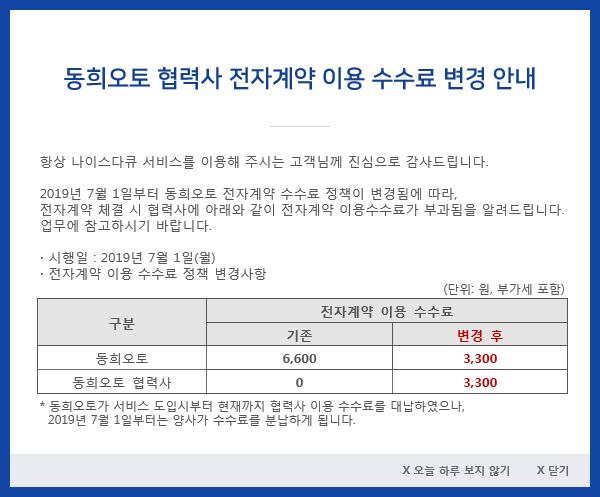 동희오토 협력사 전자계약 이용 수수료 변경 안내
항상 나이스다큐 서비스를 이용해 주시는 고객님께 진심으로 감사드립니다.
2019년 7월 1일부터 동희오토 전자계약 수수료 정책이 변경됨에 따라,
전자계약 체결 시 협력사에 아래와 같이 전자계약 이용수수료가 부과됨을 알려드립니다.
업무에 참고하시기 바랍니다.
· 시행일 : 2019년 7월 1일(월)
· 전자계약 이용 수수료 정책 변경사항
(단위: 원, 부가세 포함)
구분 전자계약 이용 수수료
기존 변경 후
동희오토 6,600 3,300
동희오토 협력사 0 3,300
* 동희오토가 서비스 도입시부터 현재까지 협력사 이용 수수료를 대납하였으나,
2019년 7월 1일부터는 양사가 수수료를 분납하게 됩니다.
X 오늘 하루 보지 않기 X 닫기